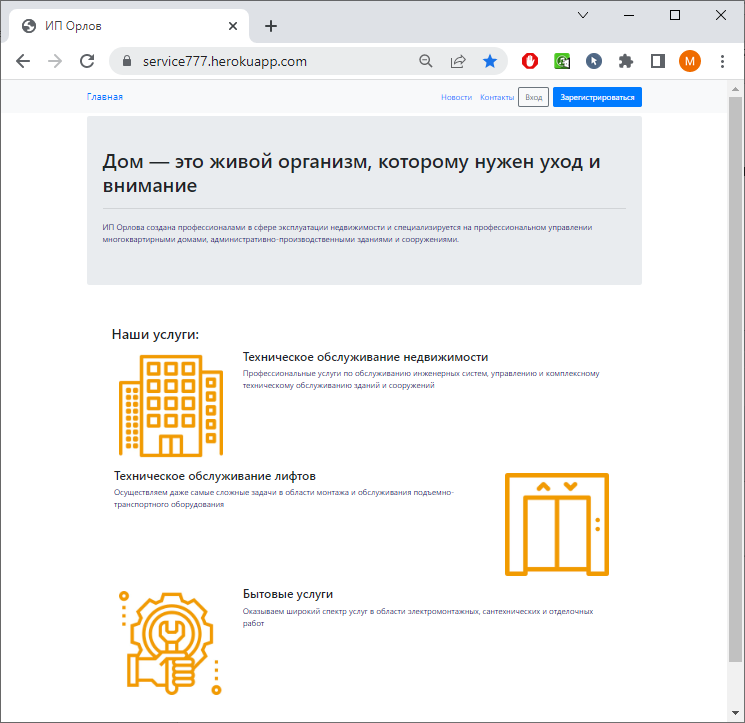 ИП Орлов
service777.herokuapp.com
M
Главная
Новости
Контакты
Вход
Зарегистрироваться
Дом — это живой организм, которому нужен уход и
внимание
ИП Орлова создана профессионалами в сфере эксплуатации недвижимости и специализируется на профессиональном управлении
многоквартирными домами, административно-производственными зданиями и сооружениями.
Наши услуги:
Техническое обслуживание недвижимости
Профессиональные услуги по обслуживанию инженерных систем, управлению и комплексному
техническому обслуживанию зданий и сооружений
Техническое обслуживание лифтов
Осуществляем даже самые сложные задачи в области монтажа и обслуживания подъемно-
транспортного оборудования
Бытовые услуги
Оказываем широкий спектр услуг в области электромонтажных, сантехнических и отделочных
работ